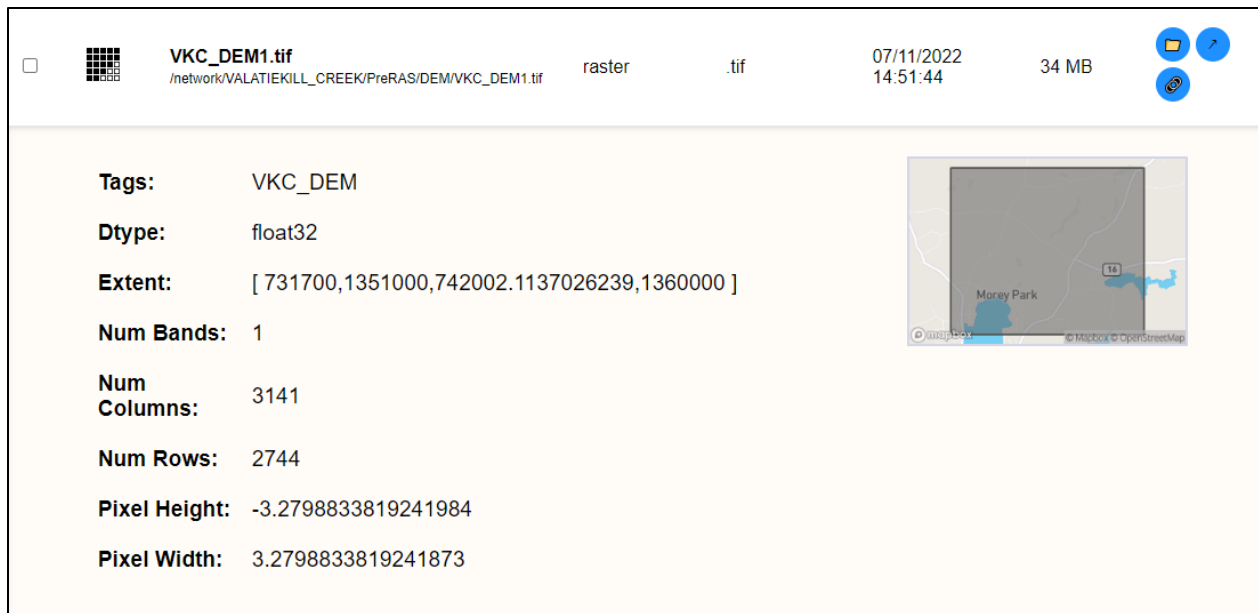 VKC_DEM1.tif
/network/VALATIEKILL_CREEK/PreRAS/DEM/VKC_DEM1.tif
raster
.tif
07/11/2022
14:51:44
34 MB
Tags: VKC_DEM
Dtype: float32
Extent: [ 731700,1351000,742002.1137026239,1360000 ]
Num Bands: 1
Num
Columns: 3141
Num Rows: 2744
Pixel Height: -3.2798833819241984
Pixel Width: 3.2798833819241873
16
Morey Park
mapbox
© Mapbox © OpenStreetMap